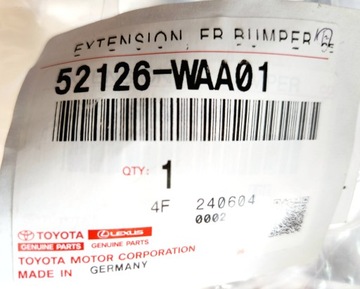 EXTENSION, FR BUMPER
52126-WAA01
QTY: 1
4F 240604
0002
TOYOTA LEXUS
GENUINE PARTS GENUINE PARTS
TOYOTA MOTOR CORPORATION
MADE IN GERMANY